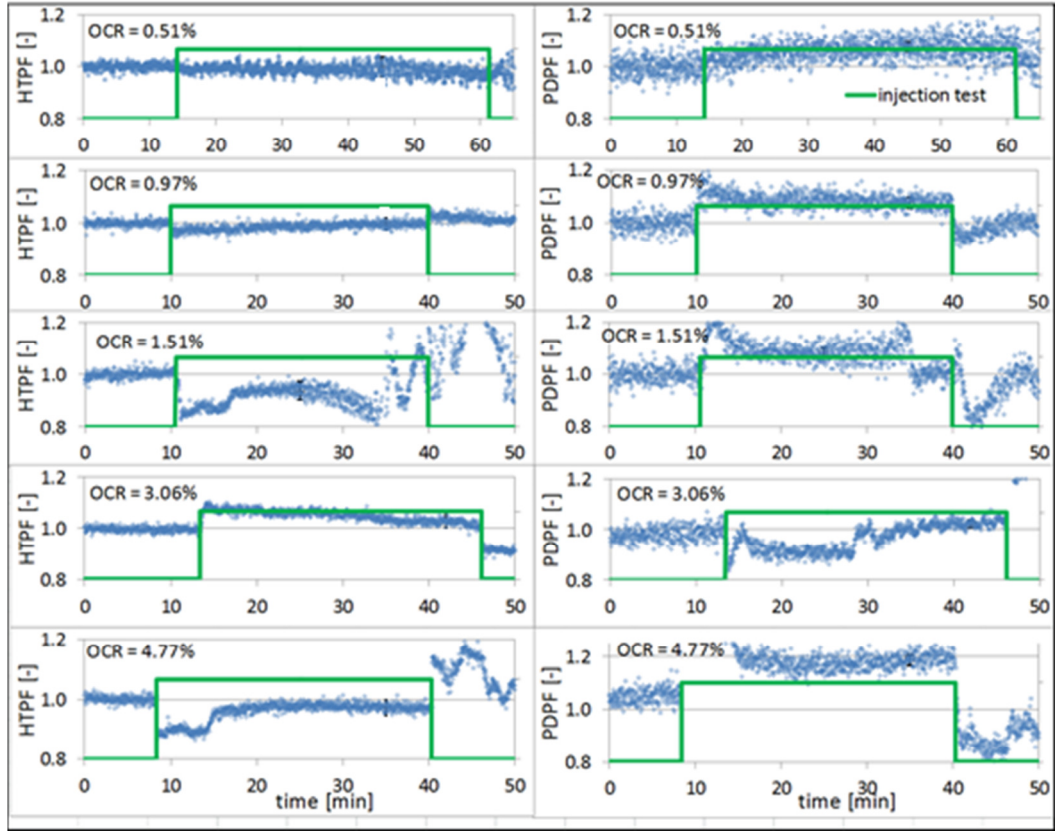 1.2
OCR = 0.51%
1.0
0.8
HTPF [-]
0 10 20 30 40 50 60
1.2
OCR = 0.51%
1.0
0.8
PDPF [-]
injection test
0 10 20 30 40 50 60
1.2
OCR = 0.97%
1.0
0.8
HTPF [-]
0 10 20 30 40 50
1.2
OCR = 0.97%
1.0
0.8
PDPF [-]
0 10 20 30 40 50
1.2
OCR = 1.51%
1.0
0.8
HTPF [-]
0 10 20 30 40 50
1.2
OCR = 1.51%
1.0
0.8
PDPF [-]
0 10 20 30 40 50
1.2
OCR = 3.06%
1.0
0.8
HTPF [-]
0 10 20 30 40 50
1.2
OCR = 3.06%
1.0
0.8
PDPF [-]
0 10 20 30 40 50
1.2
OCR = 4.77%
1.0
0.8
HTPF [-]
0 10 20 30 40 50
time [min]
OCR = 4.77%
1.2
1.0
0.8
PDPF [-]
0 10 20 30 40 50
time [min]